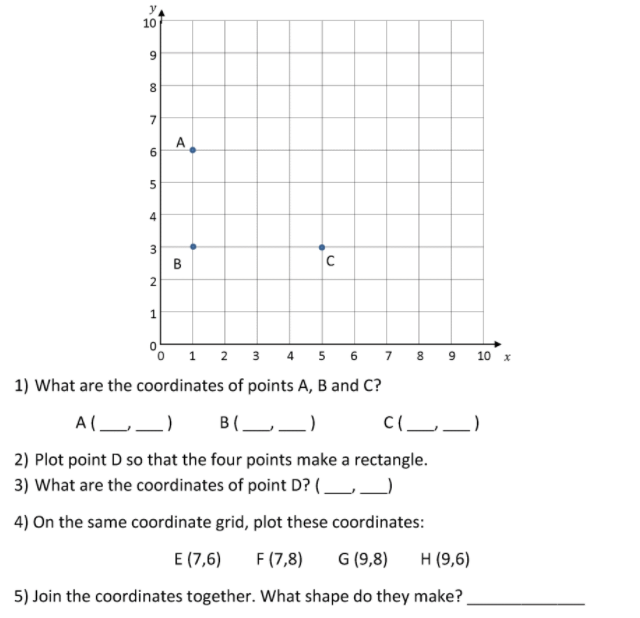 y
10
9
8
7
A
6
5
4
3
B C
2
1
0
0 1 2 3 4 5 6 7 8 9 10 x
1) What are the coordinates of points A, B and C?
A (___,___) B (___,___) C (___,___)
2) Plot point D so that the four points make a rectangle.
3) What are the coordinates of point D? (___,___)
4) On the same coordinate grid, plot these coordinates:
E (7,6) F (7,8) G (9,8) H (9,6)
5) Join the coordinates together. What shape do they make? _____________